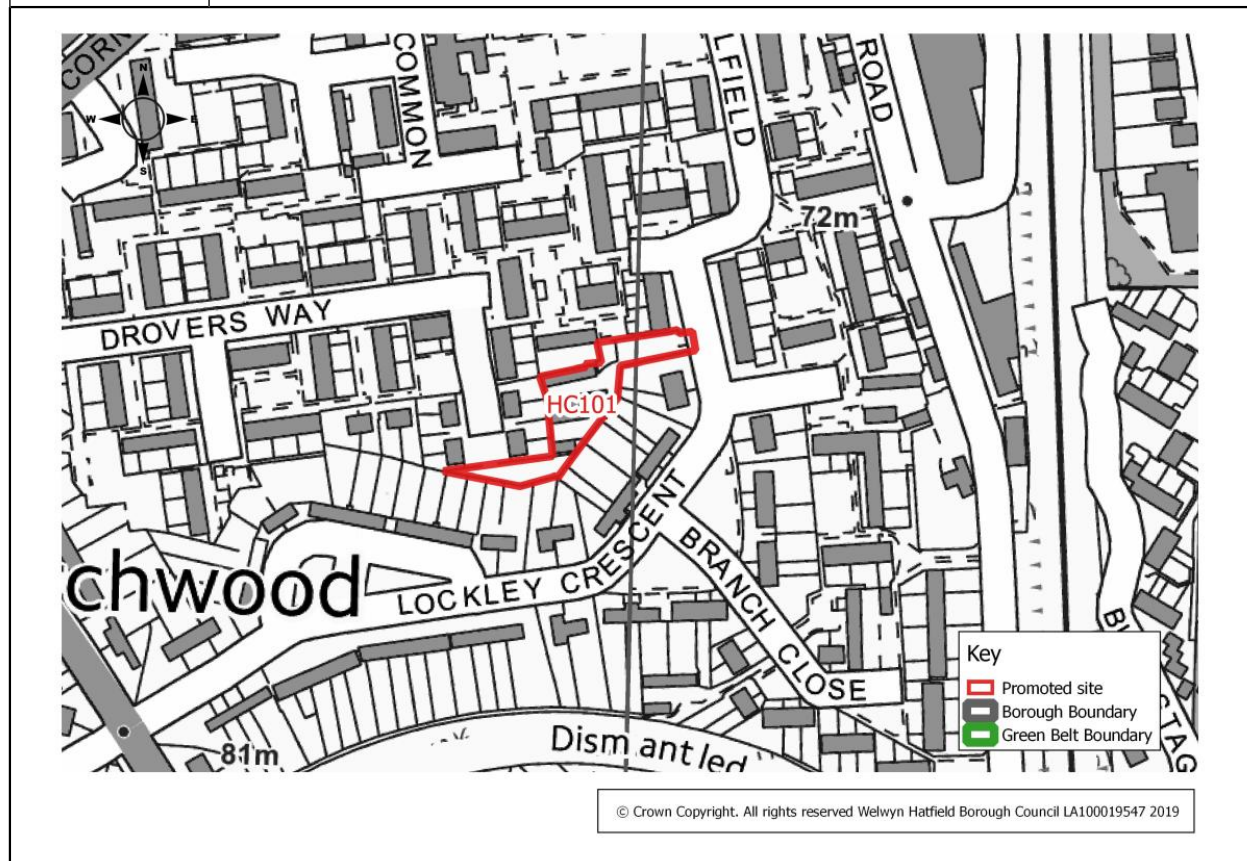 CORN
COMMON
LFIELD
ROAD
N
W E
S
72m
DROVERS WAY
HC101
chwood
LOCKLEY CRESCENT
BRANCH CLOSE
81m
Dismantled
STAG
Key
Promoted site
Borough Boundary
Green Belt Boundary
© Crown Copyright. All rights reserved Welwyn Hatfield Borough Council LA100019547 2019